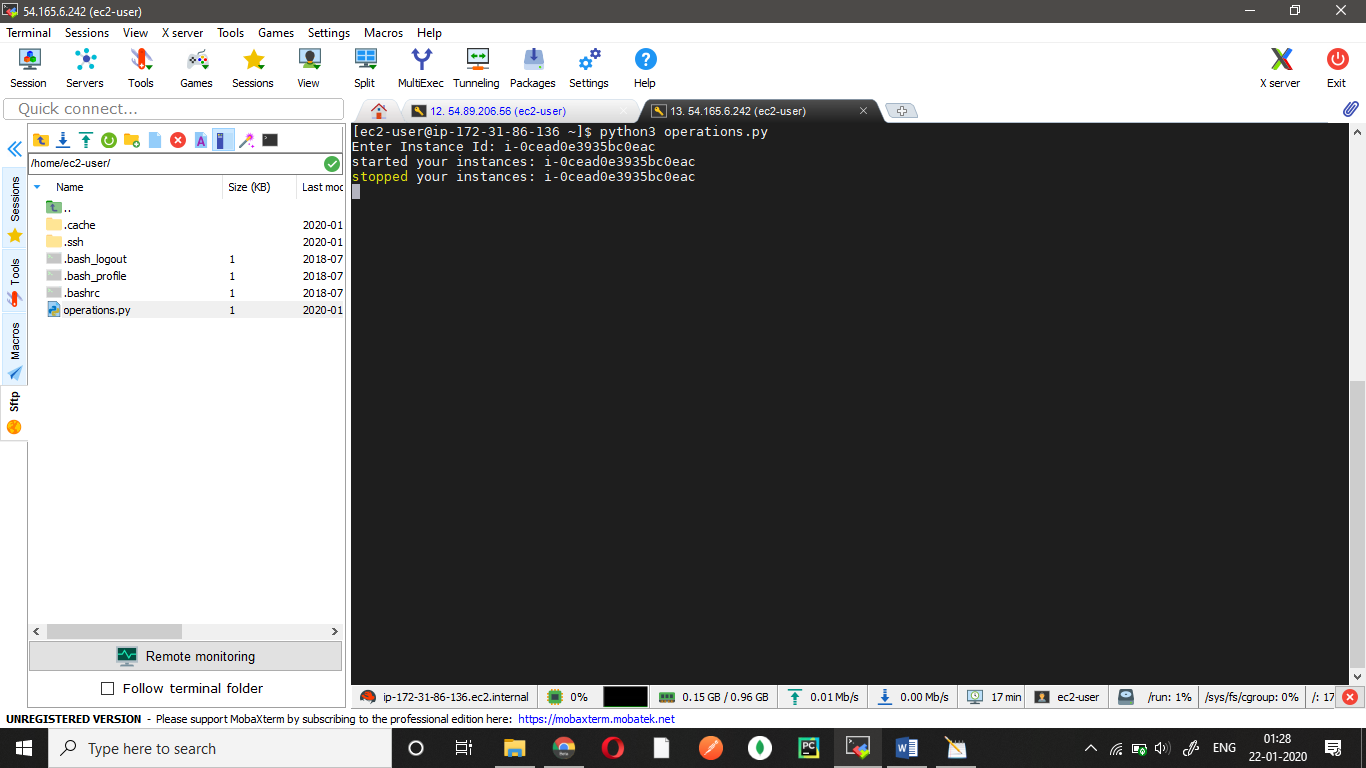 54.165.6.242 (ec2-user)
Terminal Sessions View X server Tools Games Settings Macros Help
Session Servers Tools Games Sessions View Split MultiExec Tunneling Packages Settings Help X server Exit
Quick connect...
12. 54.89.206.56 (ec2-user)
13. 54.165.6.242 (ec2-user)
/home/ec2-user/
Name Size (KB) Last mod
..
.cache 2020-01
.ssh 2020-01
.bash_logout 1 2018-07
.bash_profile 1 2018-07
.bashrc 1 2018-07
operations.py 1 2020-01
Sessions
Tools
Macros
Sftp
Remote monitoring
Follow terminal folder
[ec2-user@ip-172-31-86-136 ~]$ python3 operations.py
Enter Instance Id: i-0cead0e3935bc0eac
started your instances: i-0cead0e3935bc0eac
stopped your instances: i-0cead0e3935bc0eac
ip-172-31-86-136.ec2.internal 0% 0.15 GB / 0.96 GB 0.01 Mb/s 0.00 Mb/s 17 min ec2-user /run: 1% /sys/fs/cgroup: 0% /: 17
UNREGISTERED VERSION - Please support MobaXterm by subscribing to the professional edition here: https://mobaxterm.mobatek.net
Type here to search
PC
W
ENG
01:28
22-01-2020